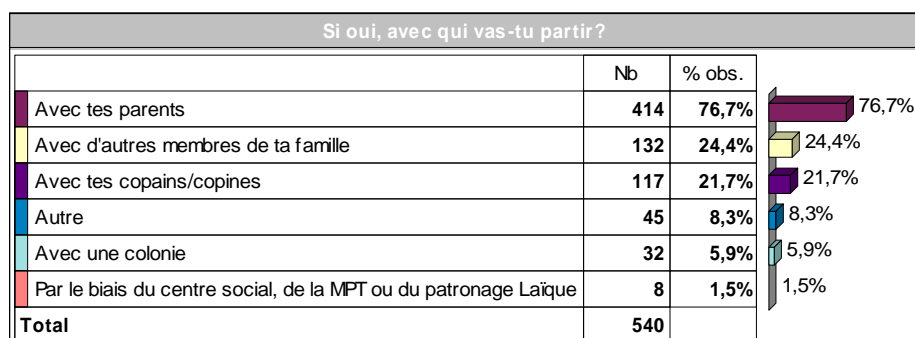 Si oui, avec qui vas-tu partir?
Nb % obs.
Avec tes parents 414 76,7% 76,7%
Avec d'autres membres de ta famille 132 24,4% 24,4%
Avec tes copains/copines 117 21,7% 21,7%
Autre 45 8,3% 8,3%
Avec une colonie 32 5,9% 5,9%
Par le biais du centre social, de la MPT ou du patronage Laïque 8 1,5% 1,5%
Total 540